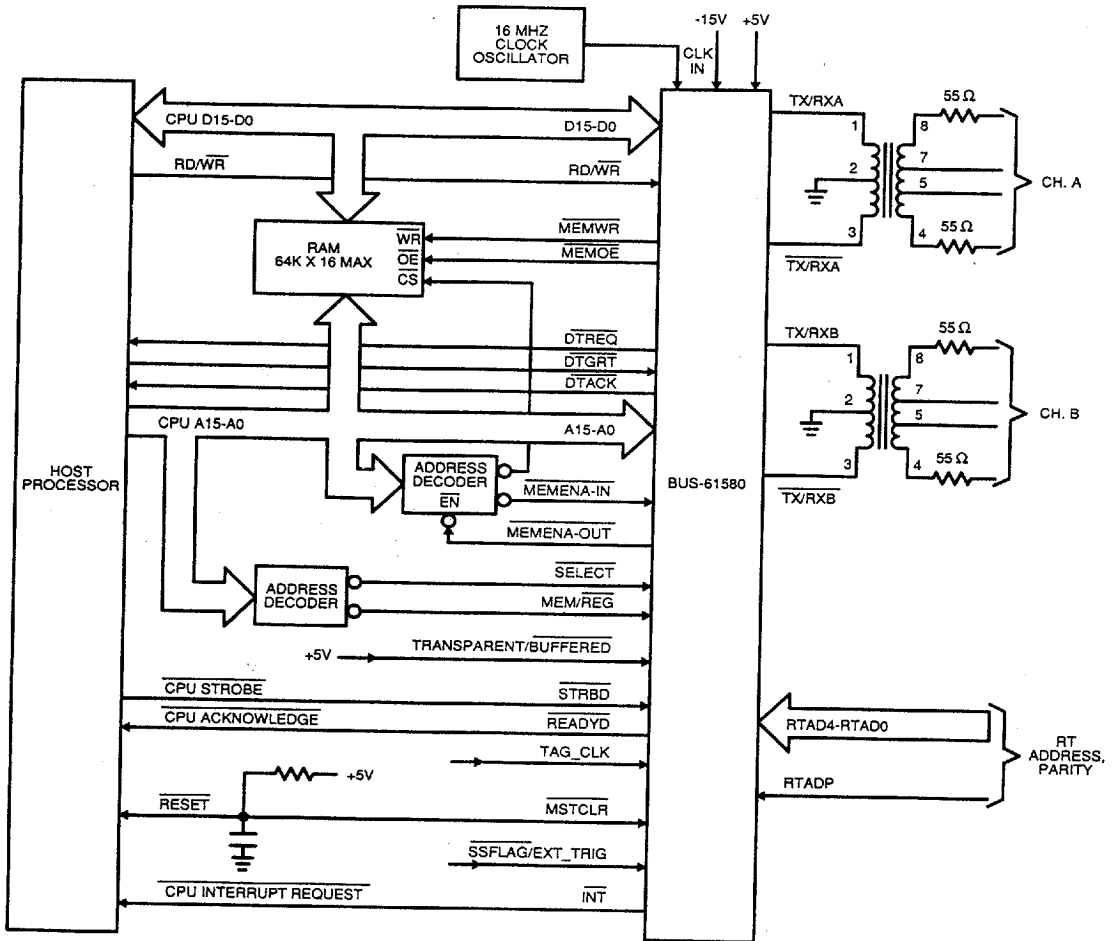 16 MHZ
CLOCK
OSCILLATOR
-15V
+5V
CLK
IN
TX/RXA
55 Ω
1
8
7
2
5
3
4
55 Ω
TX/RXA
CH. A
CPU D15-D0
D15-D0
RD/WR
RD/WR
RAM
64K X 16 MAX
WR
OE
CS
MEMWR
MEMOE
DTREQ
DTGRT
DTACK
TX/RXB
55 Ω
1
8
7
2
5
3
4
55 Ω
TX/RXB
CH. B
CPU A15-A0
A15-A0
HOST
PROCESSOR
BUS-61580
ADDRESS
DECODER
EN
MEMENA-IN
MEMENA-OUT
ADDRESS
DECODER
SELECT
MEM/REG
+5V
TRANSPARENT/BUFFERED
CPU STROBE
STRBD
CPU ACKNOWLEDGE
READYD
TAG_CLK
+5V
RESET
MSTCLR
SSFLAG/EXT_TRIG
CPU INTERRUPT REQUEST
INT
RTAD4-RTAD0
RTADP
RT
ADDRESS,
PARITY